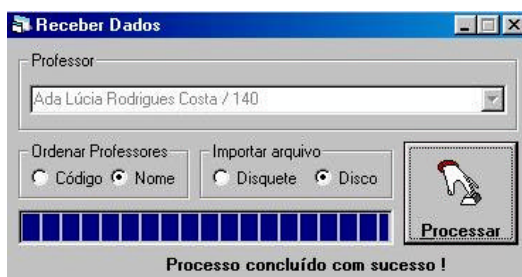 Receber Dados
Professor
Ada Lúcia Rodrigues Costa / 140
Ordenar Professores
Código Nome
Importar arquivo
Disquete Disco
Processar
Processo concluído com sucesso !